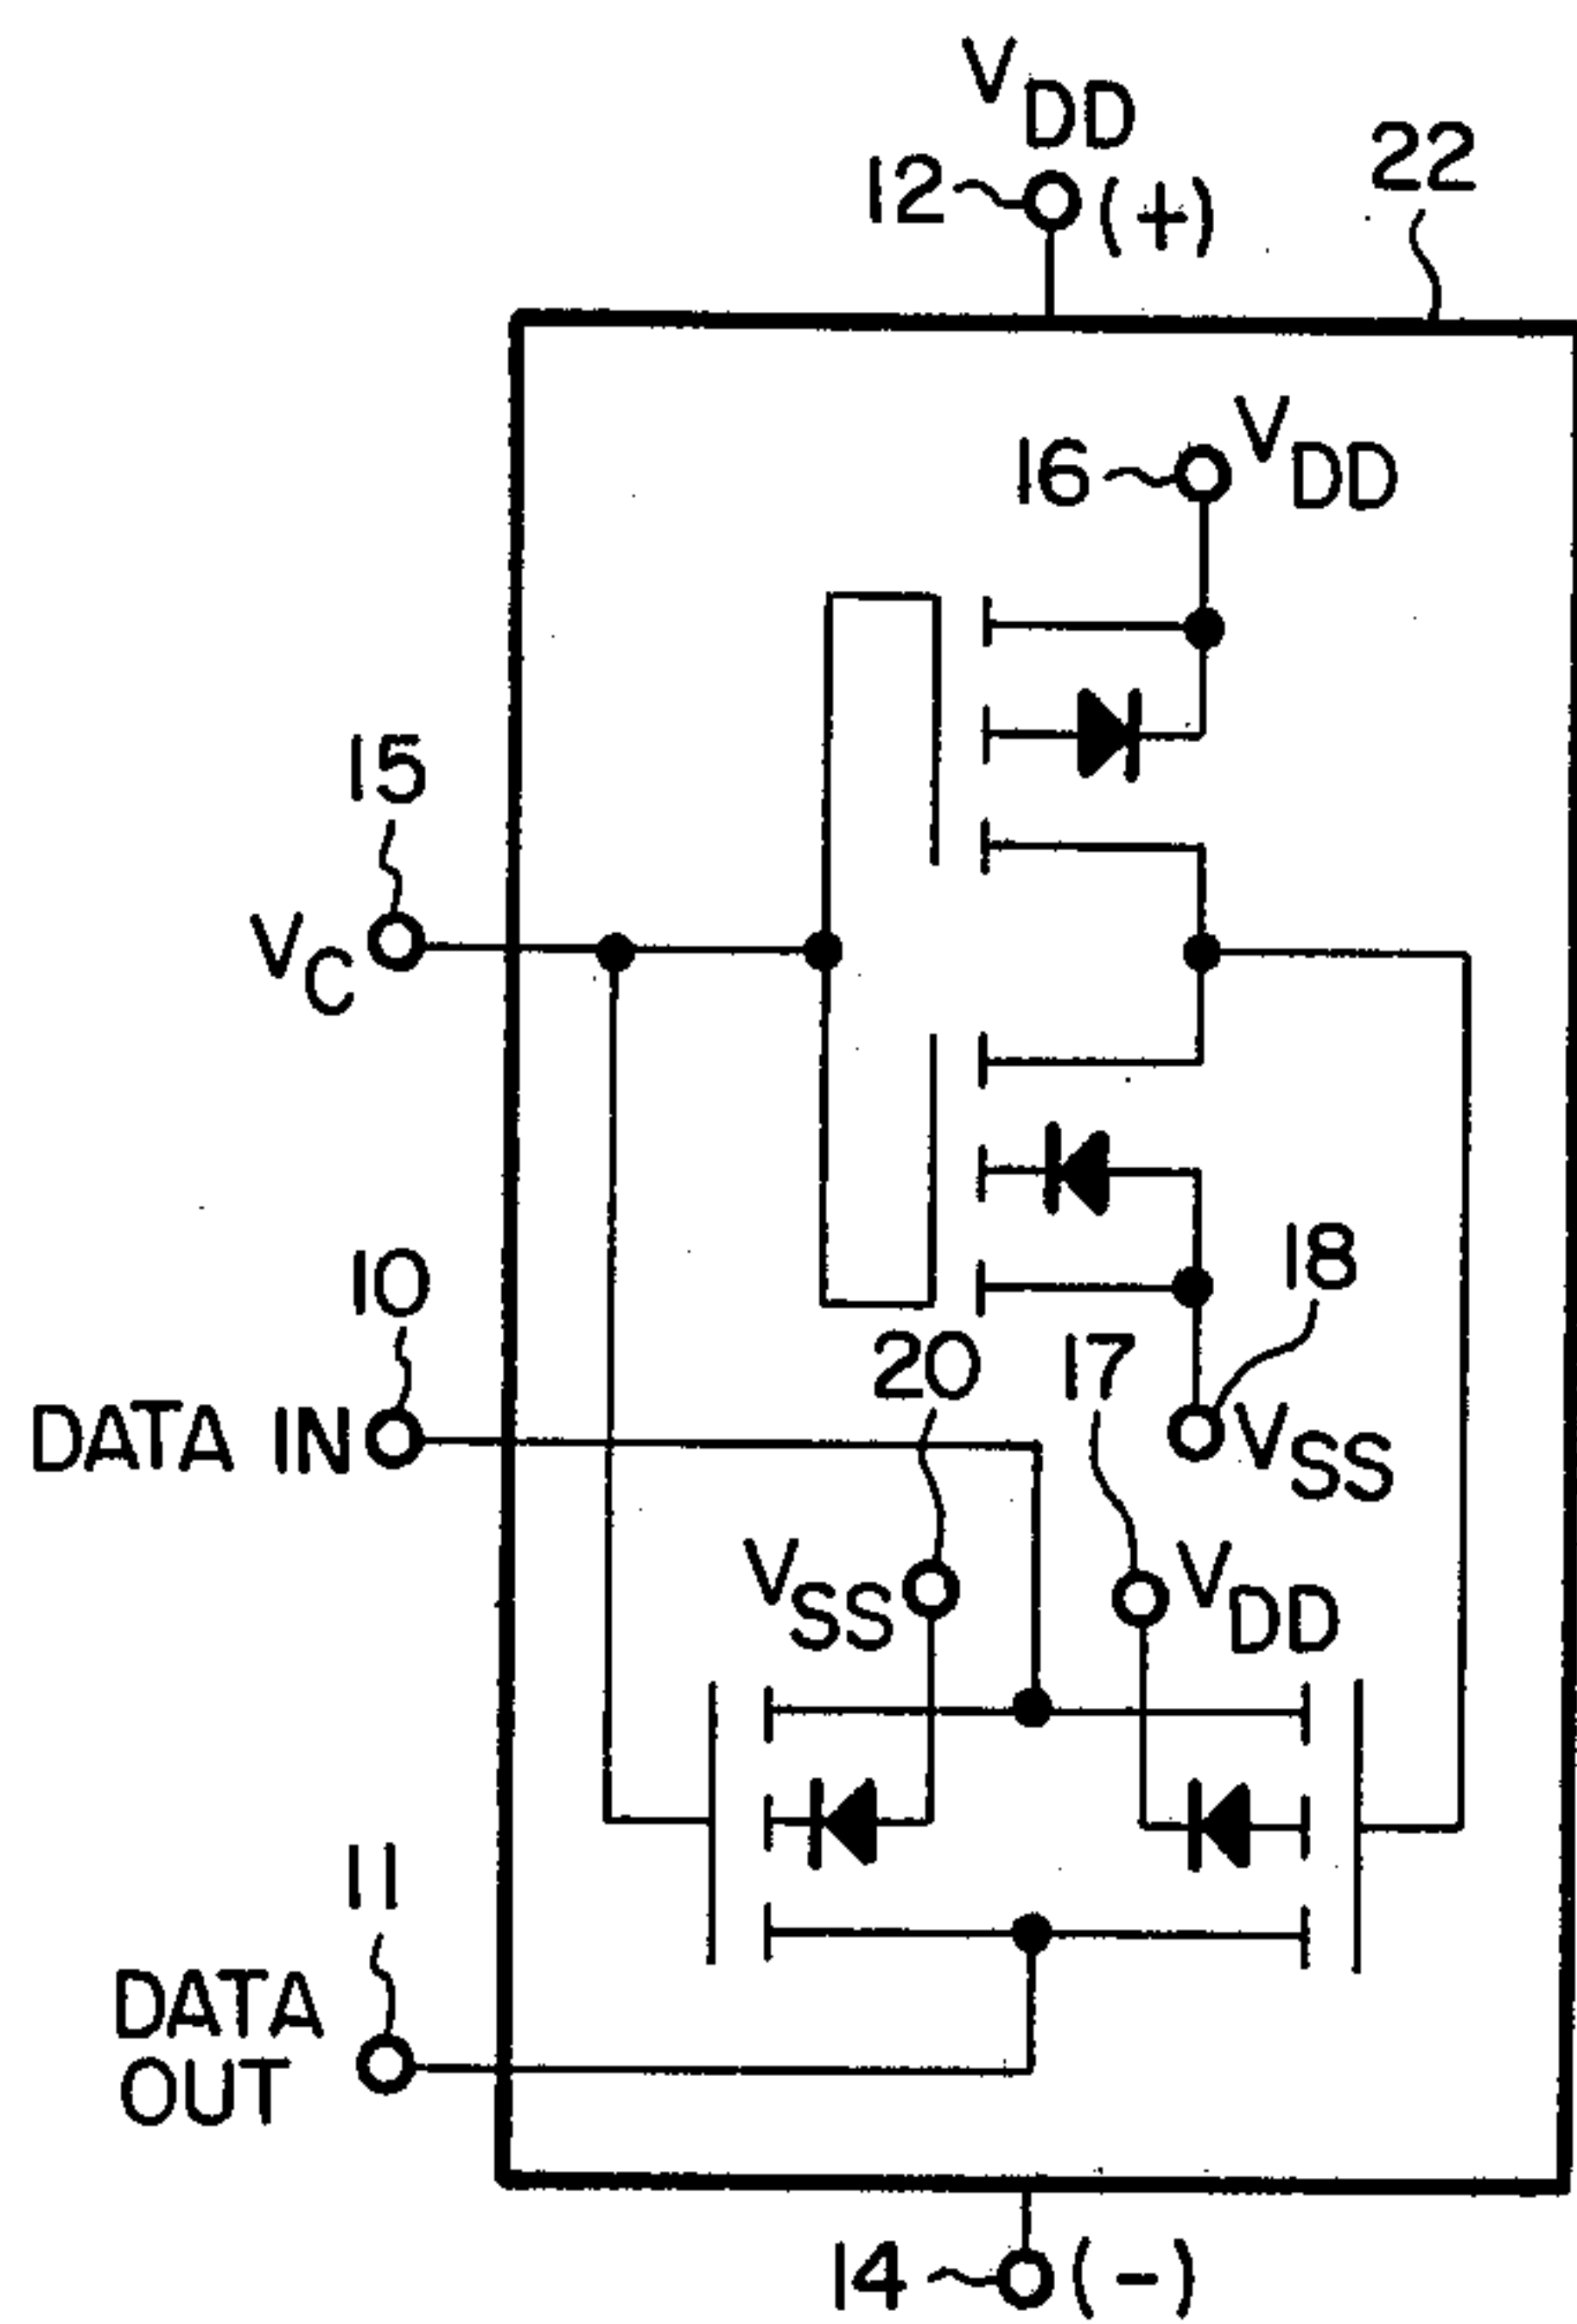 VDD
12 (+)
22
16 VDD
15
VC
10
18
20 17
DATA IN
VSS
VSS
VDD
11
DATA
OUT
14 (-)